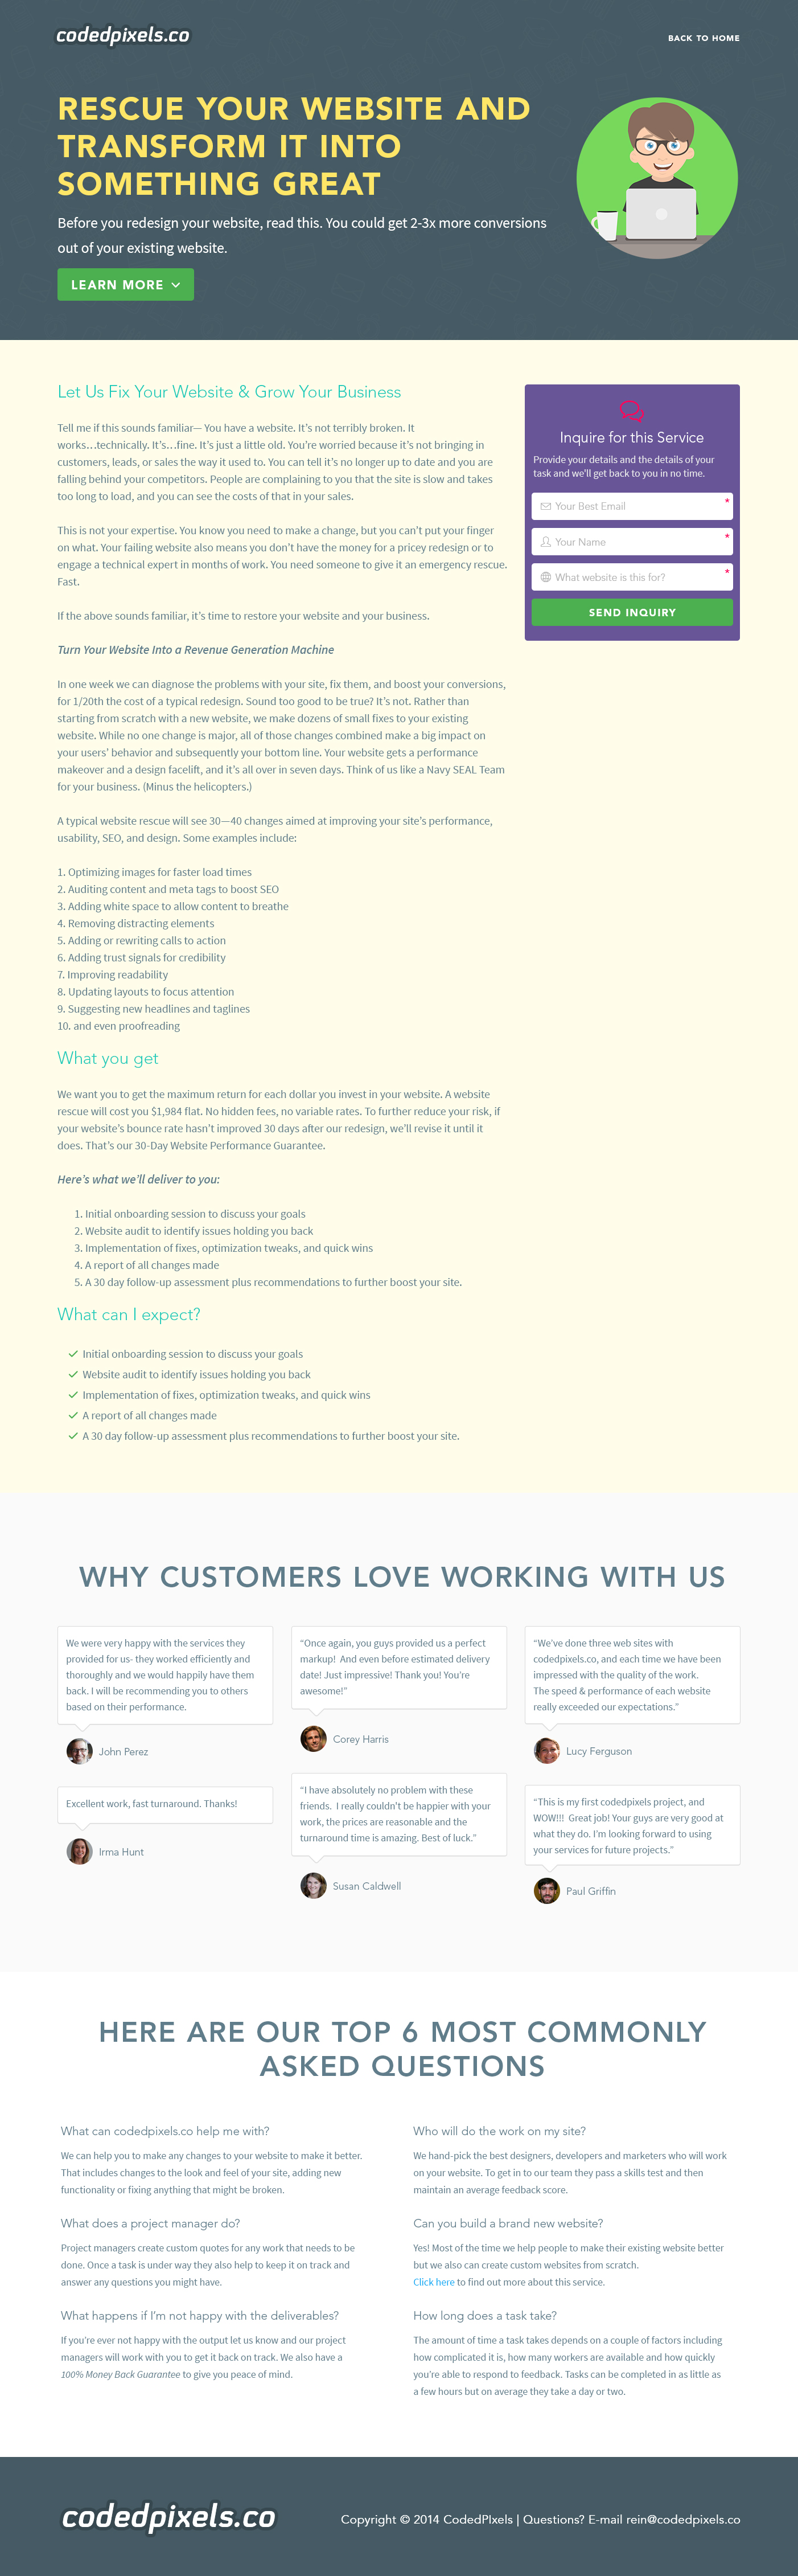 codedpixels.co
BACK TO HOME
RESCUE YOUR WEBSITE AND
TRANSFORM IT INTO
SOMETHING GREAT
Before you redesign your website, read this. You could get 2-3x more conversions
out of your existing website.
LEARN MORE
Let Us Fix Your Website & Grow Your Business
Tell me if this sounds familiar— You have a website. It's not terribly broken. It
works…technically. It's…fine. It's just a little old. You're worried because it's not bringing in
customers, leads, or sales the way it used to. You can tell it's no longer up to date and you are
falling behind your competitors. People are complaining to you that the site is slow and takes
too long to load, and you can see the costs of that in your sales.
This is not your expertise. You know you need to make a change, but you can't put your finger
on what. Your failing website also means you don't have the money for a pricey redesign or to
engage a technical expert in months of work. You need someone to give it an emergency rescue.
Fast.
If the above sounds familiar, it's time to restore your website and your business.
Turn Your Website Into a Revenue Generation Machine
In one week we can diagnose the problems with your site, fix them, and boost your conversions,
for 1/20th the cost of a typical redesign. Sound too good to be true? It's not. Rather than
starting from scratch with a new website, we make dozens of small fixes to your existing
website. While no one change is major, all of those changes combined make a big impact on
your users' behavior and subsequently your bottom line. Your website gets a performance
makeover and a design facelift, and it's all over in seven days. Think of us like a Navy SEAL Team
for your business. (Minus the helicopters.)
A typical website rescue will see 30—40 changes aimed at improving your site's performance,
usability, SEO, and design. Some examples include:
1. Optimizing images for faster load times
2. Auditing content and meta tags to boost SEO
3. Adding white space to allow content to breathe
4. Removing distracting elements
5. Adding or rewriting calls to action
6. Adding trust signals for credibility
7. Improving readability
8. Updating layouts to focus attention
9. Suggesting new headlines and taglines
10. and even proofreading
What you get
We want you to get the maximum return for each dollar you invest in your website. A website
rescue will cost you $1,984 flat. No hidden fees, no variable rates. To further reduce your risk, if
your website's bounce rate hasn't improved 30 days after our redesign, we'll revise it until it
does. That's our 30-Day Website Performance Guarantee.
Here's what we'll deliver to you:
1. Initial onboarding session to discuss your goals
2. Website audit to identify issues holding you back
3. Implementation of fixes, optimization tweaks, and quick wins
4. A report of all changes made
5. A 30 day follow-up assessment plus recommendations to further boost your site.
What can I expect?
Initial onboarding session to discuss your goals
Website audit to identify issues holding you back
Implementation of fixes, optimization tweaks, and quick wins
A report of all changes made
A 30 day follow-up assessment plus recommendations to further boost your site.
Inquire for this Service
Provide your details and the details of your
task and we'll get back to you in no time.
Your Best Email *
Your Name *
What website is this for? *
SEND INQUIRY
WHY CUSTOMERS LOVE WORKING WITH US
We were very happy with the services they
provided for us- they worked efficiently and
thoroughly and we would happily have them
back. I will be recommending you to others
based on their performance.
John Perez
Excellent work, fast turnaround. Thanks!
Irma Hunt
"Once again, you guys provided us a perfect
markup! And even before estimated delivery
date! Just impressive! Thank you! You're
awesome!"
Corey Harris
"I have absolutely no problem with these
friends. I really couldn't be happier with your
work, the prices are reasonable and the
turnaround time is amazing. Best of luck."
Susan Caldwell
"We've done three web sites with
codedpixels.co, and each time we have been
impressed with the quality of the work.
The speed & performance of each website
really exceeded our expectations."
Lucy Ferguson
"This is my first codedpixels project, and
WOW!!! Great job! Your guys are very good at
what they do. I'm looking forward to using
your services for future projects."
Paul Griffin
HERE ARE OUR TOP 6 MOST COMMONLY
ASKED QUESTIONS
What can codedpixels.co help me with?
We can help you to make any changes to your website to make it better.
That includes changes to the look and feel of your site, adding new
functionality or fixing anything that might be broken.
What does a project manager do?
Project managers create custom quotes for any work that needs to be
done. Once a task is under way they also help to keep it on track and
answer any questions you might have.
What happens if I'm not happy with the deliverables?
If you're ever not happy with the output let us know and our project
managers will work with you to get it back on track. We also have a
100% Money Back Guarantee to give you peace of mind.
Who will do the work on my site?
We hand-pick the best designers, developers and marketers who will work
on your website. To get in to our team they pass a skills test and then
maintain an average feedback score.
Can you build a brand new website?
Yes! Most of the time we help people to make their existing website better
but we also can create custom websites from scratch.
Click here to find out more about this service.
How long does a task take?
The amount of time a task takes depends on a couple of factors including
how complicated it is, how many workers are available and how quickly
you're able to respond to feedback. Tasks can be completed in as little as
a few hours but on average they take a day or two.
codedpixels.co
Copyright © 2014 CodedPIxels | Questions? E-mail rein@codedpixels.co